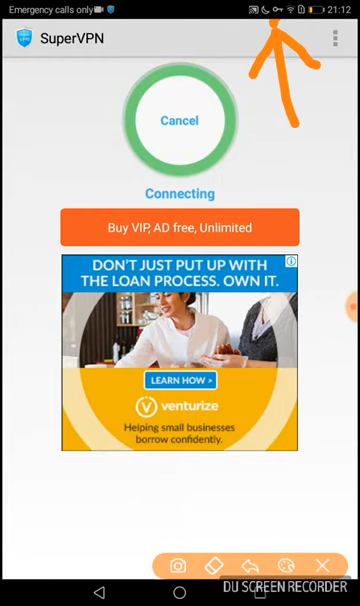 Emergency calls only
21:12
SuperVPN
Cancel
Connecting
Buy VIP, AD free, Unlimited
DON'T JUST PUT UP WITH
THE LOAN PROCESS. OWN IT.
LEARN HOW >
venturize
Helping small businesses
borrow confidently.
DU SCREEN RECORDER